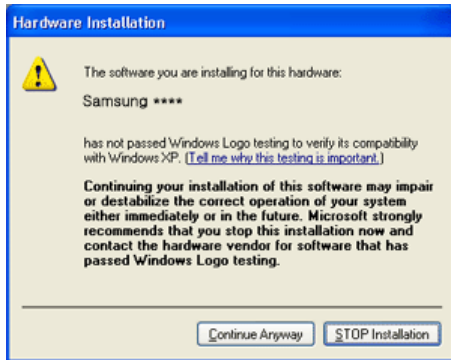 Hardware Installation
The software you are installing for this hardware:
Samsung ****
has not passed Windows Logo testing to verify its compatibility
with Windows XP. (Tell me why this testing is important.)
Continuing your installation of this software may impair
or destabilize the correct operation of your system
either immediately or in the future. Microsoft strongly
recommends that you stop this installation now and
contact the hardware vendor for software that has
passed Windows Logo testing.
Continue Anyway STOP Installation